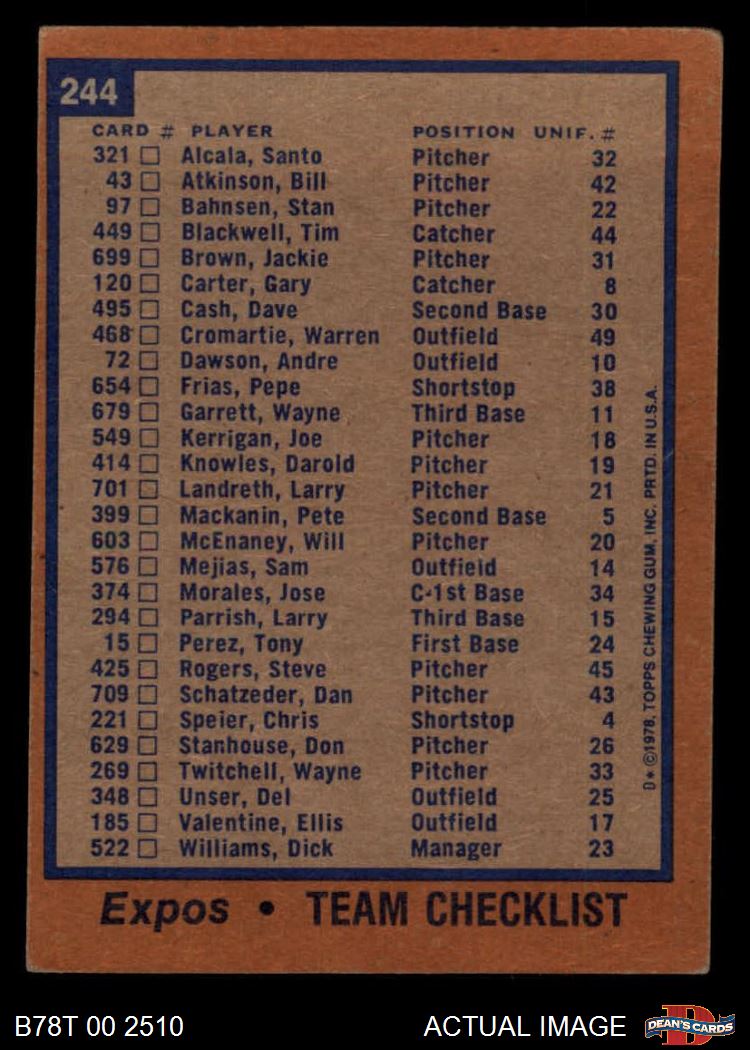 244
CARD # PLAYER POSITION UNIF. #
321 Alcala, Santo Pitcher 32
43 Atkinson, Bill Pitcher 42
97 Bahnsen, Stan Pitcher 22
449 Blackwell, Tim Catcher 44
699 Brown, Jackie Pitcher 31
120 Carter, Gary Catcher 8
495 Cash, Dave Second Base 30
468 Cromartie, Warren Outfield 49
72 Dawson, Andre Outfield 10
654 Frias, Pepe Shortstop 38
679 Garrett, Wayne Third Base 11
549 Kerrigan, Joe Pitcher 18
414 Knowles, Darold Pitcher 19
701 Landreth, Larry Pitcher 21
399 Mackanin, Pete Second Base 5
603 McEnaney, Will Pitcher 20
576 Mejias, Sam Outfield 14
374 Morales, Jose C-1st Base 34
294 Parrish, Larry Third Base 15
15 Perez, Tony First Base 24
425 Rogers, Steve Pitcher 45
709 Schatzeder, Dan Pitcher 43
221 Speier, Chris Shortstop 4
629 Stanhouse, Don Pitcher 26
269 Twitchell, Wayne Pitcher 33
348 Unser, Del Outfield 25
185 Valentine, Ellis Outfield 17
522 Williams, Dick Manager 23
D* ©1978, TOPPS CHEWING GUM, INC. PRTD. IN U.S.A.
Expos • TEAM CHECKLIST
B78T 00 2510 ACTUAL IMAGE
D
DEAN'S CARDS